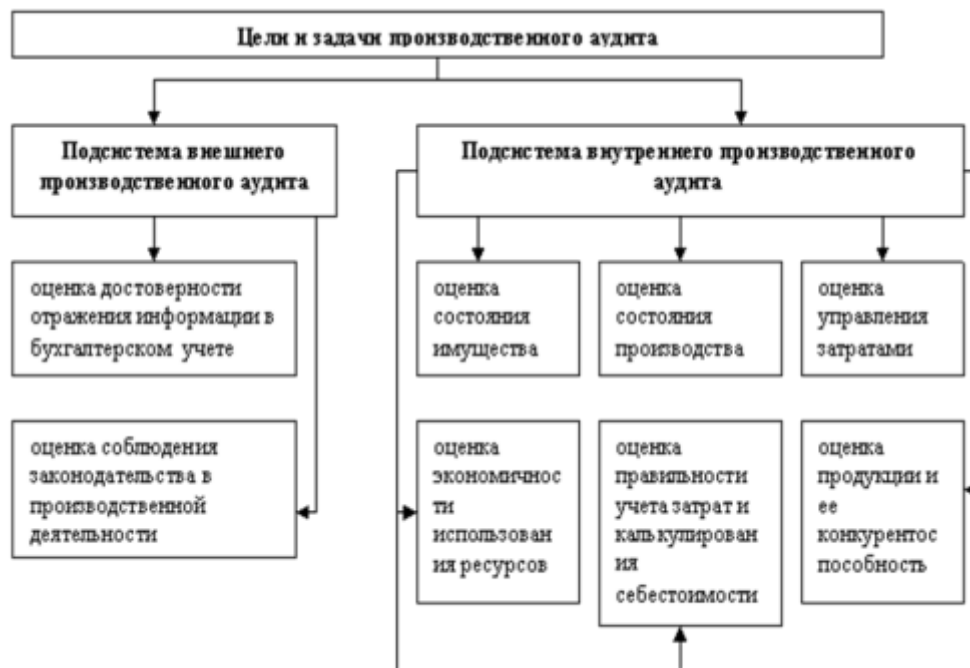 Цели и задачи производственного аудита
Подсистема внешнего
производственного аудита
Подсистема внутреннего производственного
аудита
оценка достоверности
отражения информации в
бухгалтерском учете
оценка
состояния
имущества
оценка
состояния
производства
оценка
управления
затратами
оценка соблюдения
законодательства в
производственной
деятельности
оценка
экономичнос
ти
использован
ия ресурсов
оценка
правильности
учета затрат и
калькулирован
ия
себестоимости
оценка
продукции и
ее
конкурентос
пособность